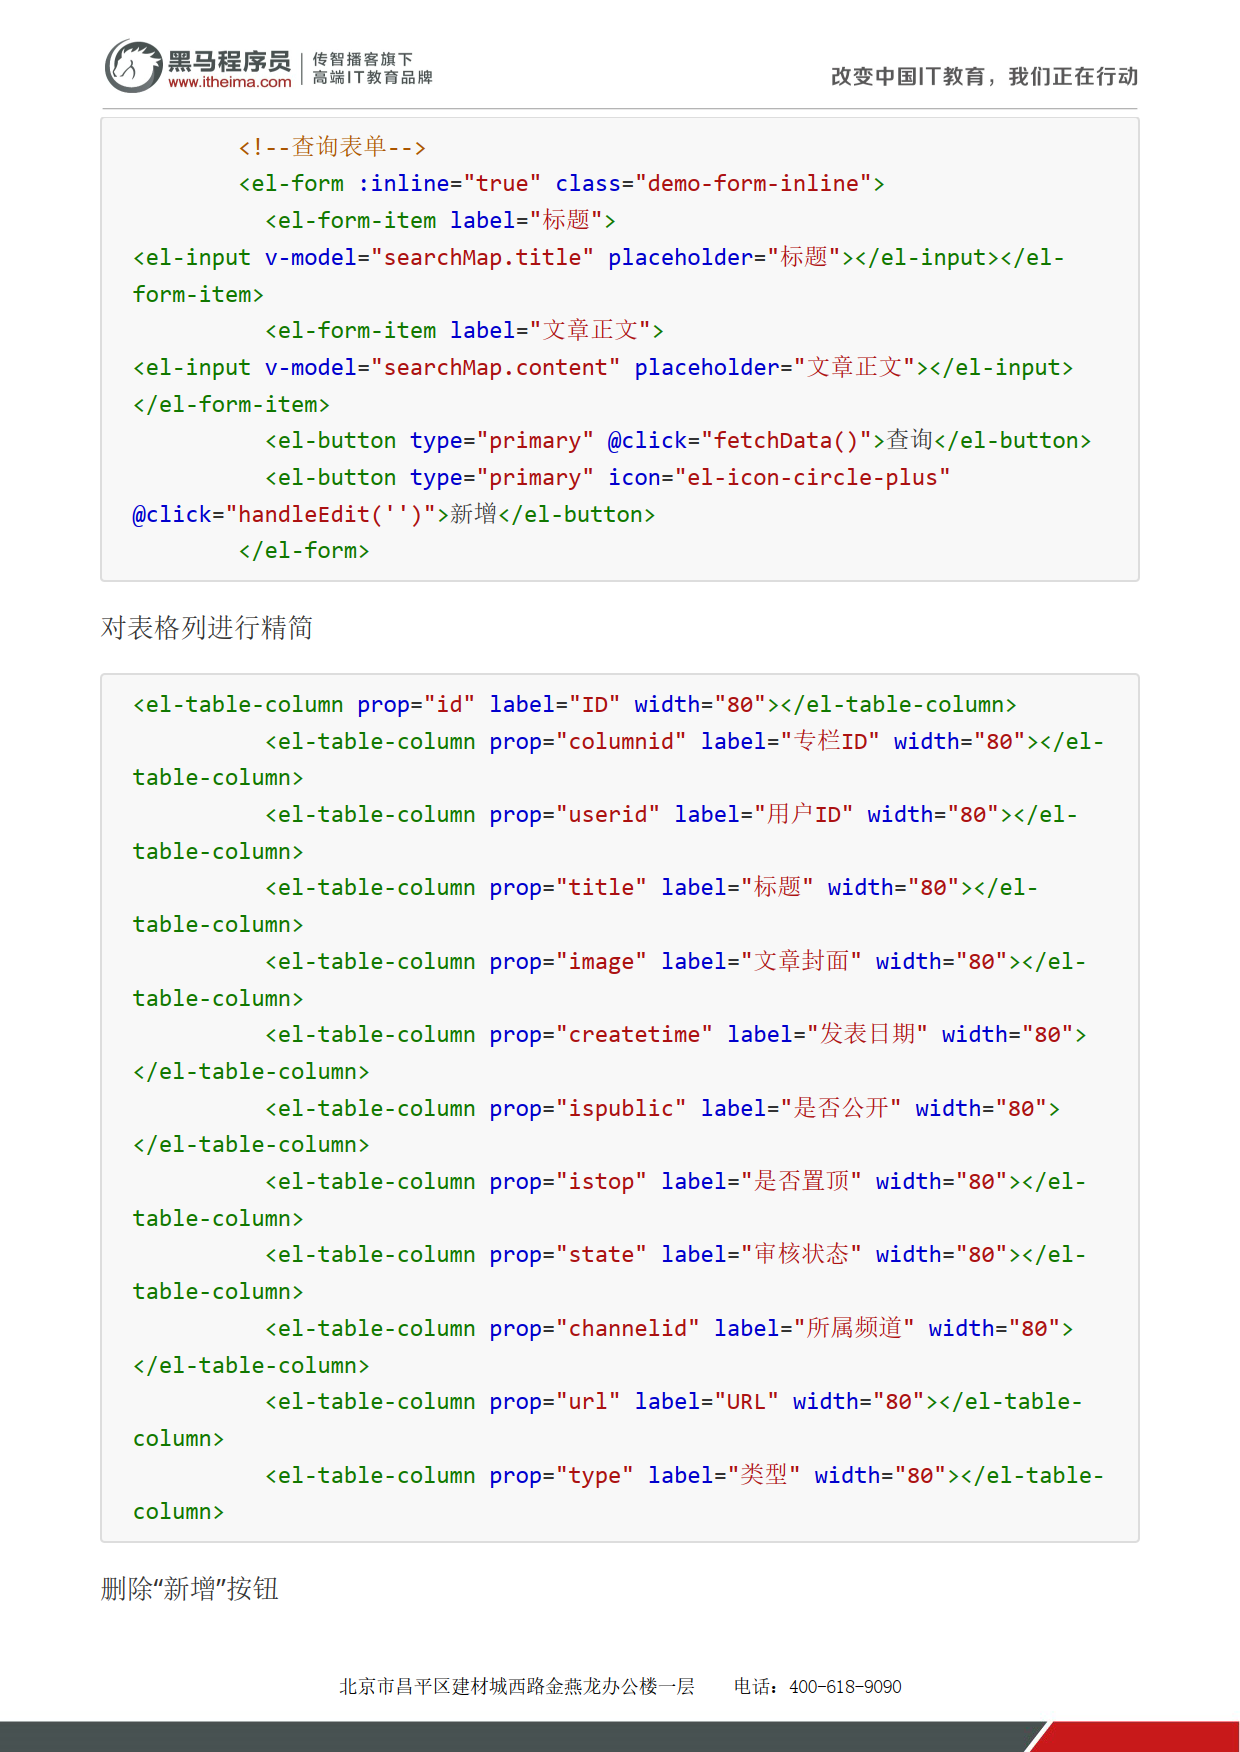 黑马程序员
www.itheima.com
传智播客旗下
高端IT教育品牌
改变中国IT教育，我们正在行动
<!--查询表单-->
<el-form :inline="true" class="demo-form-inline">
<el-form-item label="标题">
<el-input v-model="searchMap.title" placeholder="标题"></el-input></el-
form-item>
<el-form-item label="文章正文">
<el-input v-model="searchMap.content" placeholder="文章正文"></el-input>
</el-form-item>
<el-button type="primary" @click="fetchData()">查询</el-button>
<el-button type="primary" icon="el-icon-circle-plus"
@click="handleEdit('')">新增</el-button>
</el-form>
对表格列进行精简
<el-table-column prop="id" label="ID" width="80"></el-table-column>
<el-table-column prop="columnid" label="专栏ID" width="80"></el-
table-column>
<el-table-column prop="userid" label="用户ID" width="80"></el-
table-column>
<el-table-column prop="title" label="标题" width="80"></el-
table-column>
<el-table-column prop="image" label="文章封面" width="80"></el-
table-column>
<el-table-column prop="createtime" label="发表日期" width="80">
</el-table-column>
<el-table-column prop="ispublic" label="是否公开" width="80">
</el-table-column>
<el-table-column prop="istop" label="是否置顶" width="80"></el-
table-column>
<el-table-column prop="state" label="审核状态" width="80"></el-
table-column>
<el-table-column prop="channelid" label="所属频道" width="80">
</el-table-column>
<el-table-column prop="url" label="URL" width="80"></el-table-
column>
<el-table-column prop="type" label="类型" width="80"></el-table-
column>
删除“新增”按钮
北京市昌平区建材城西路金燕龙办公楼一层 电话：400-618-9090